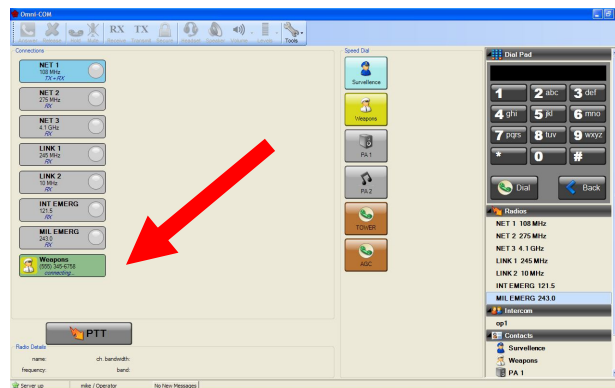 Omni-COM
RX TX
Tools
Connections
NET 1
108 MHz
TX+RX
NET 2
275 MHz
RX
NET 3
4.1 GHz
RX
LINK 1
245 MHz
RX
LINK 2
10 MHz
RX
INT EMERG
121.5
RX
MIL EMERG
243.0
RX
Weapons
(555) 345-6758
connecting...
PTT
Radio Details
name:
ch. bandwidth:
frequency:
band:
Speed Dial
Survellence
Weapons
PA 1
PA 2
TOWER
AGC
Dial Pad
1 2 abc 3 def
4 ghi 5 jkl 6 mno
7 pqrs 8 tuv 9 wxyz
* 0 #
Dial Back
Radios
NET 1 108 MHz
NET 2 275 MHz
NET 3 4.1 GHz
LINK 1 245 MHz
LINK 2 10 MHz
INT EMERG 121.5
MIL EMERG 243.0
Intercom
op1
Contacts
Survellence
Weapons
PA 1
Server up
mike / Operator
No New Messages